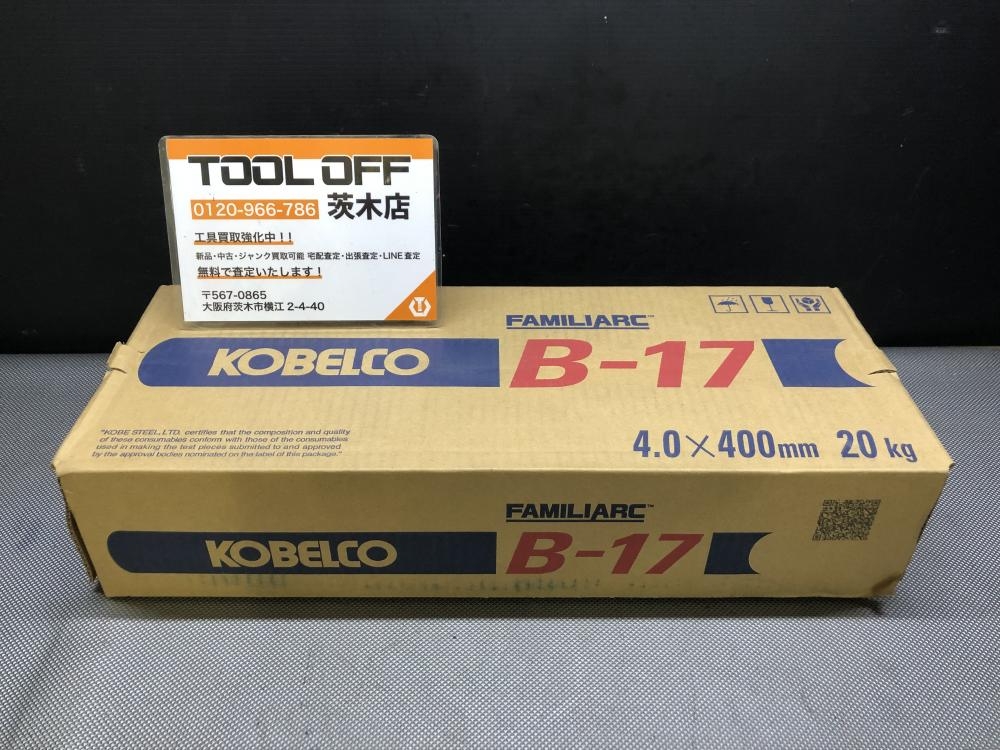 TOOL OFF
0120-966-786 茨木店
工具買取強化中!!
新品・中古・ジャンク買取可能 宅配査定・出張査定・LINE査定
無料で査定いたします!
〒567-0865
大阪府茨木市横江 2-4-40
FAMILIARC™
KOBELCO B-17
"KOBE STEEL, LTD. certifies that the composition and quality
of these consumables conform with those of the consumables
used in making the test pieces submitted to and approved
by the approval bodies nominated on the label of this package."
4.0×400mm 20kg
FAMILIARC™
KOBELCO B-17